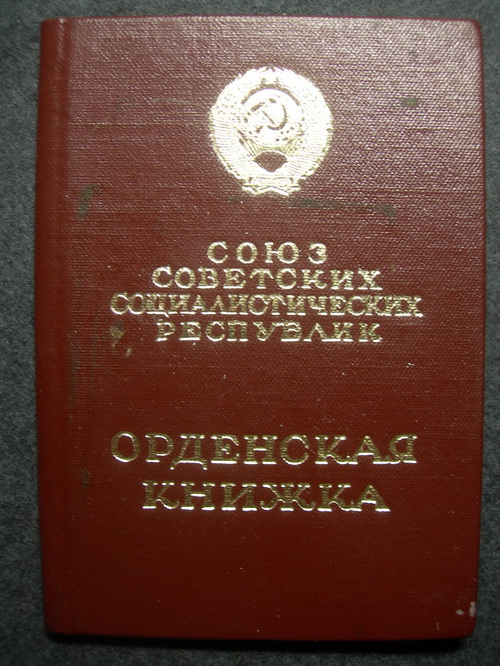 СОЮЗ
СОВЕТСКИХ
СОЦИАЛИСТИЧЕСКИХ
РЕСПУБЛИК
ОРДЕНСКАЯ
КНИЖКА